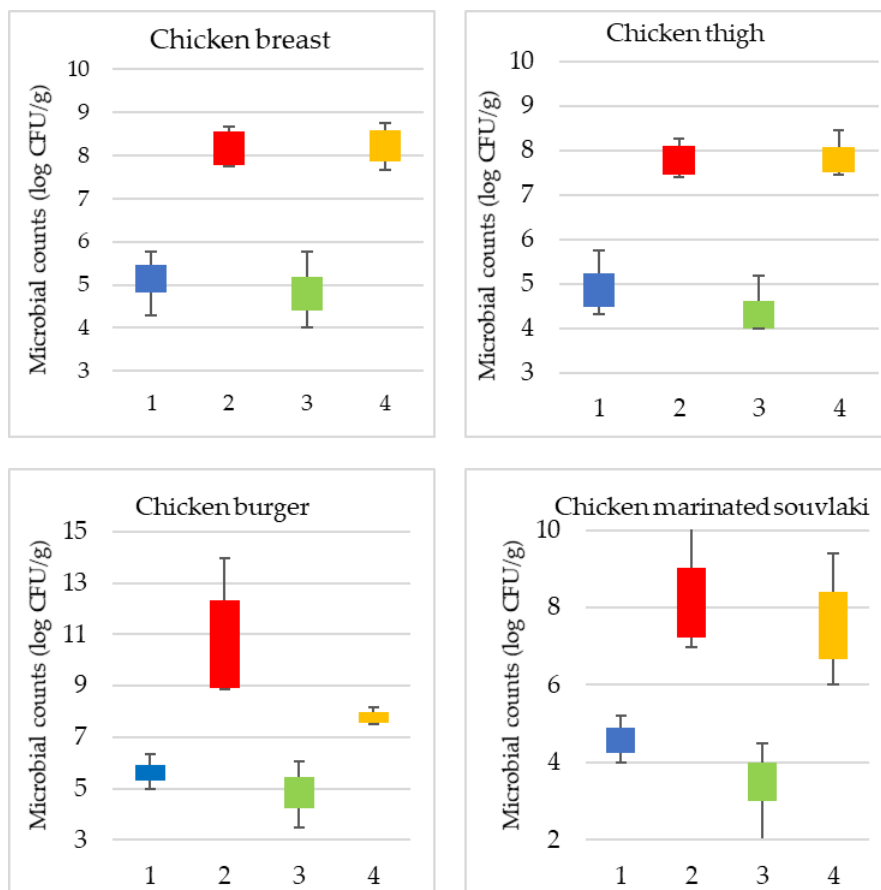 Chicken breast
Microbial counts (log CFU/g)
10
9
8
7
6
5
4
3
1 2 3 4
Chicken thigh
Microbial counts (log CFU/g)
10
9
8
7
6
5
4
3
1 2 3 4
Chicken burger
Microbial counts (log CFU/g)
15
13
11
9
7
5
3
1 2 3 4
Chicken marinated souvlaki
Microbial counts (log CFU/g)
10
8
6
4
2
1 2 3 4